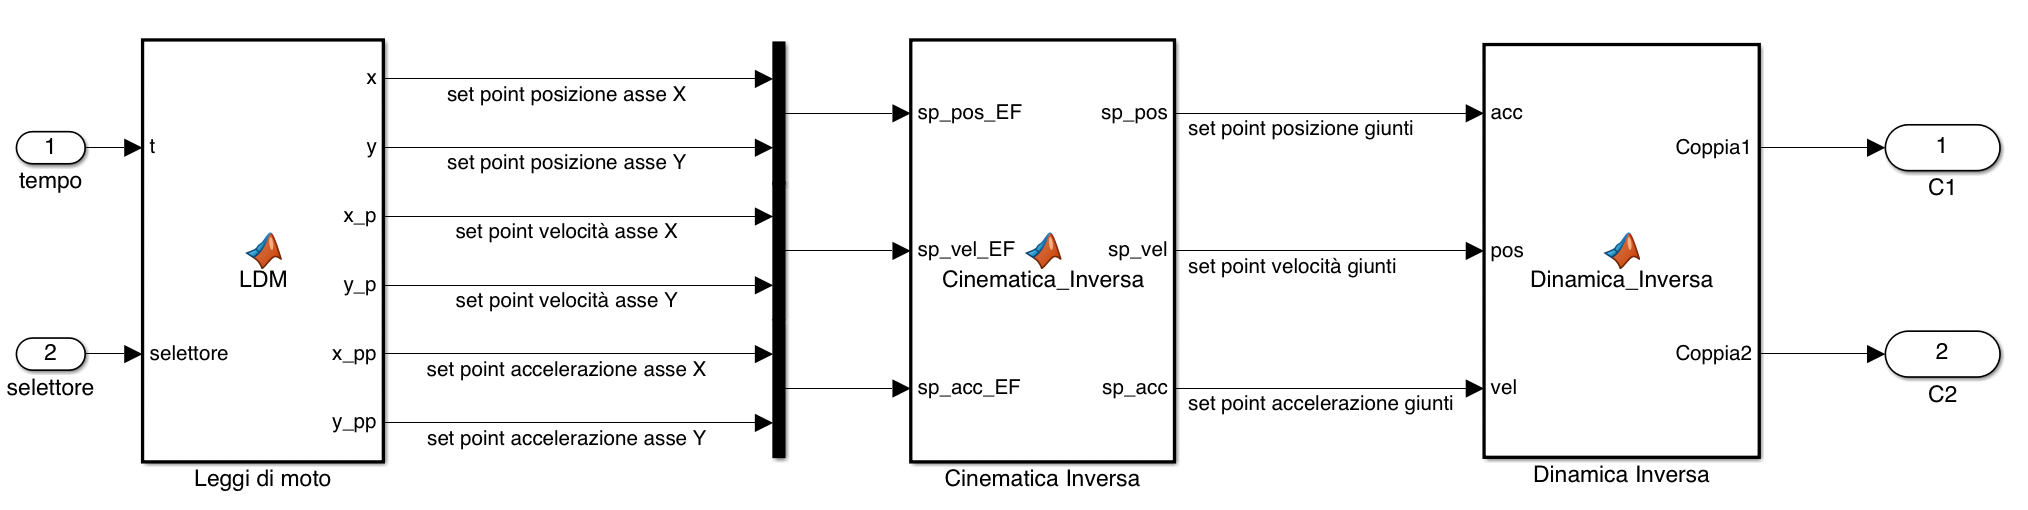 1
tempo
2
selettore
t
selettore
LDM
x
y
x_p
y_p
x_pp
y_pp
Leggi di moto
set point posizione asse X
set point posizione asse Y
set point velocità asse X
set point velocità asse Y
set point accelerazione asse X
set point accelerazione asse Y
sp_pos_EF
sp_vel_EF
sp_acc_EF
Cinematica_Inversa
sp_pos
sp_vel
sp_acc
Cinematica Inversa
set point posizione giunti
set point velocità giunti
set point accelerazione giunti
acc
pos
vel
Dinamica_Inversa
Coppia1
Coppia2
Dinamica Inversa
1
C1
2
C2